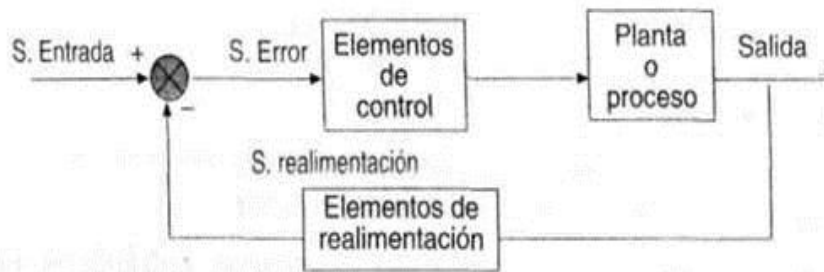 S. Entrada +
S. Error
Elementos
de
control
Planta
o
proceso
Salida
−
S. realimentación
Elementos de
realimentación